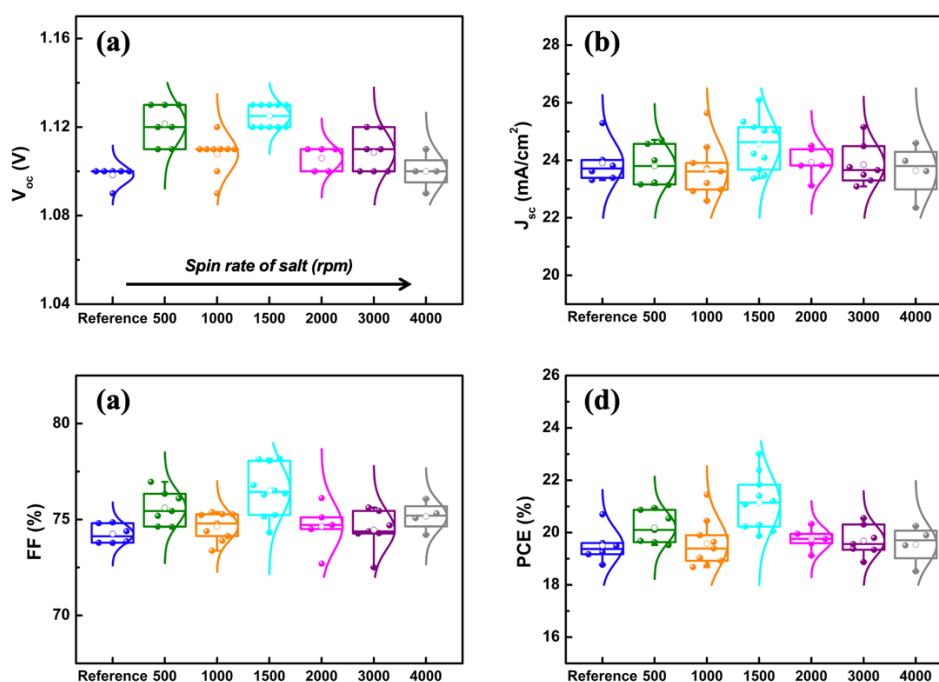 (a)
1.16
1.12
1.08
1.04
Voc (V)
Spin rate of salt (rpm)
Reference 500 1000 1500 2000 3000 4000
(b)
28
26
24
22
20
Jsc (mA/cm²)
Reference 500 1000 1500 2000 3000 4000
(a)
80
75
70
FF (%)
Reference 500 1000 1500 2000 3000 4000
(d)
26
24
22
20
18
16
PCE (%)
Reference 500 1000 1500 2000 3000 4000